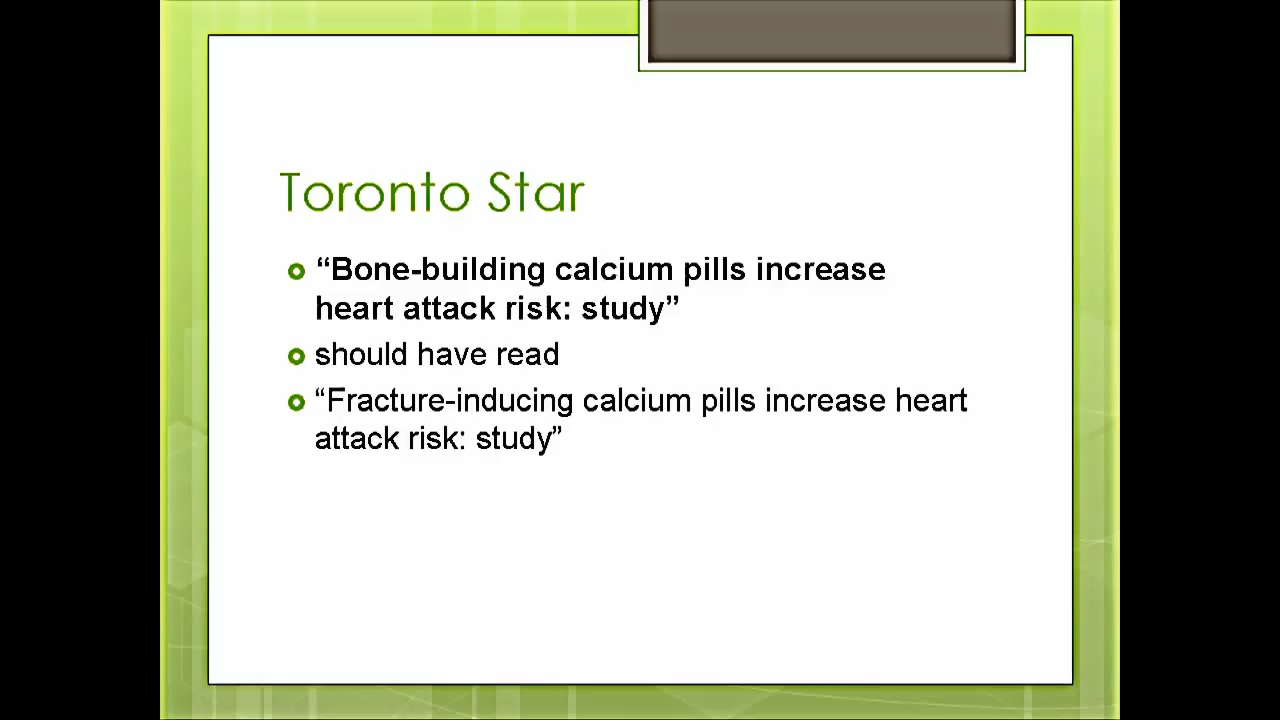 Toronto Star
“Bone-building calcium pills increase
heart attack risk: study”
should have read
“Fracture-inducing calcium pills increase heart
attack risk: study”